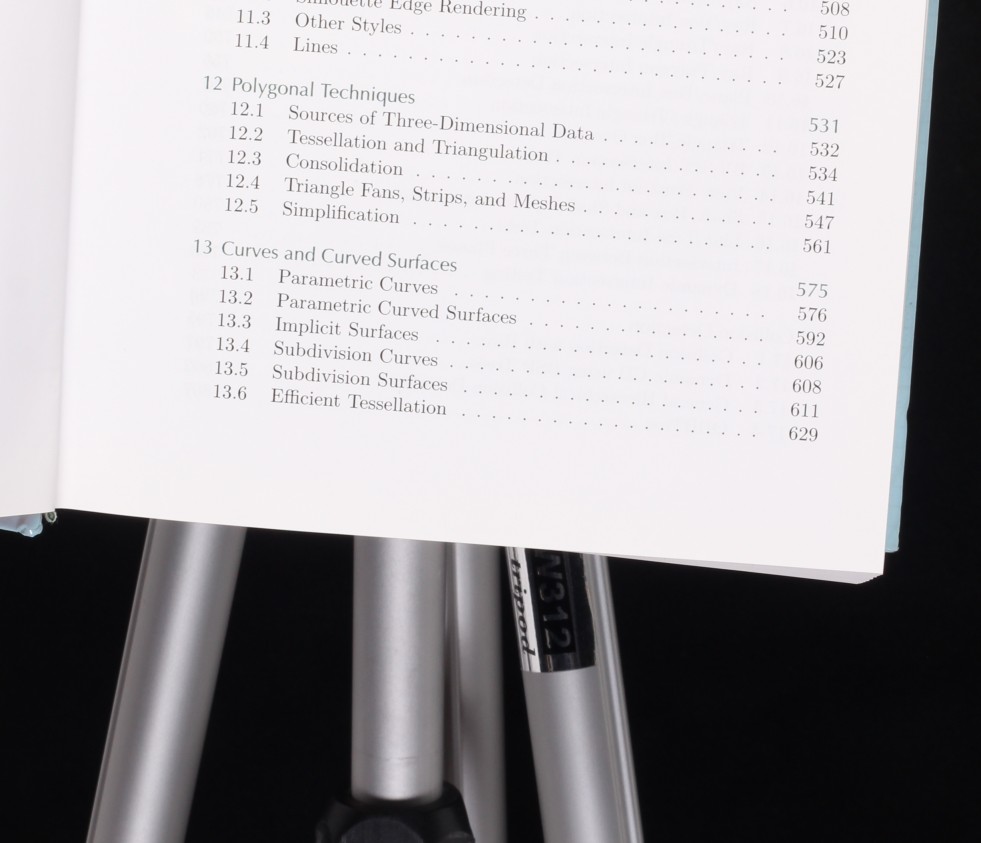 508
Silhouette Edge Rendering . . . . . . . . . . . . . 510
11.3 Other Styles . . . . . . . . . . . . . . . . . . . . 523
11.4 Lines . . . . . . . . . . . . . . . . . . . . . . . . 527
12 Polygonal Techniques 531
12.1 Sources of Three-Dimensional Data . . . . . . . . . 532
12.2 Tessellation and Triangulation . . . . . . . . . . . . 534
12.3 Consolidation . . . . . . . . . . . . . . . . . . . . 541
12.4 Triangle Fans, Strips, and Meshes . . . . . . . . . . 547
12.5 Simplification . . . . . . . . . . . . . . . . . . . . 561
13 Curves and Curved Surfaces 575
13.1 Parametric Curves . . . . . . . . . . . . . . . . . 576
13.2 Parametric Curved Surfaces . . . . . . . . . . . . . 592
13.3 Implicit Surfaces . . . . . . . . . . . . . . . . . . 606
13.4 Subdivision Curves . . . . . . . . . . . . . . . . . 608
13.5 Subdivision Surfaces . . . . . . . . . . . . . . . . 611
13.6 Efficient Tessellation . . . . . . . . . . . . . . . . 629
N312
tripod